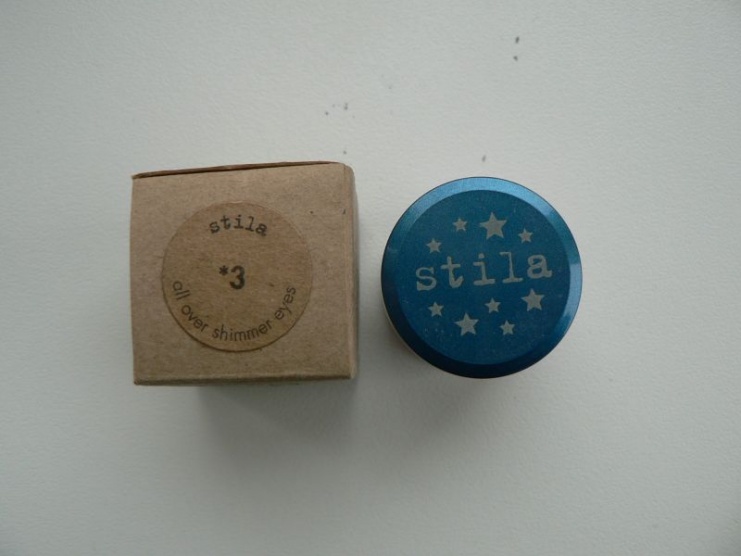 stila
*3
all over shimmer eyes
stila